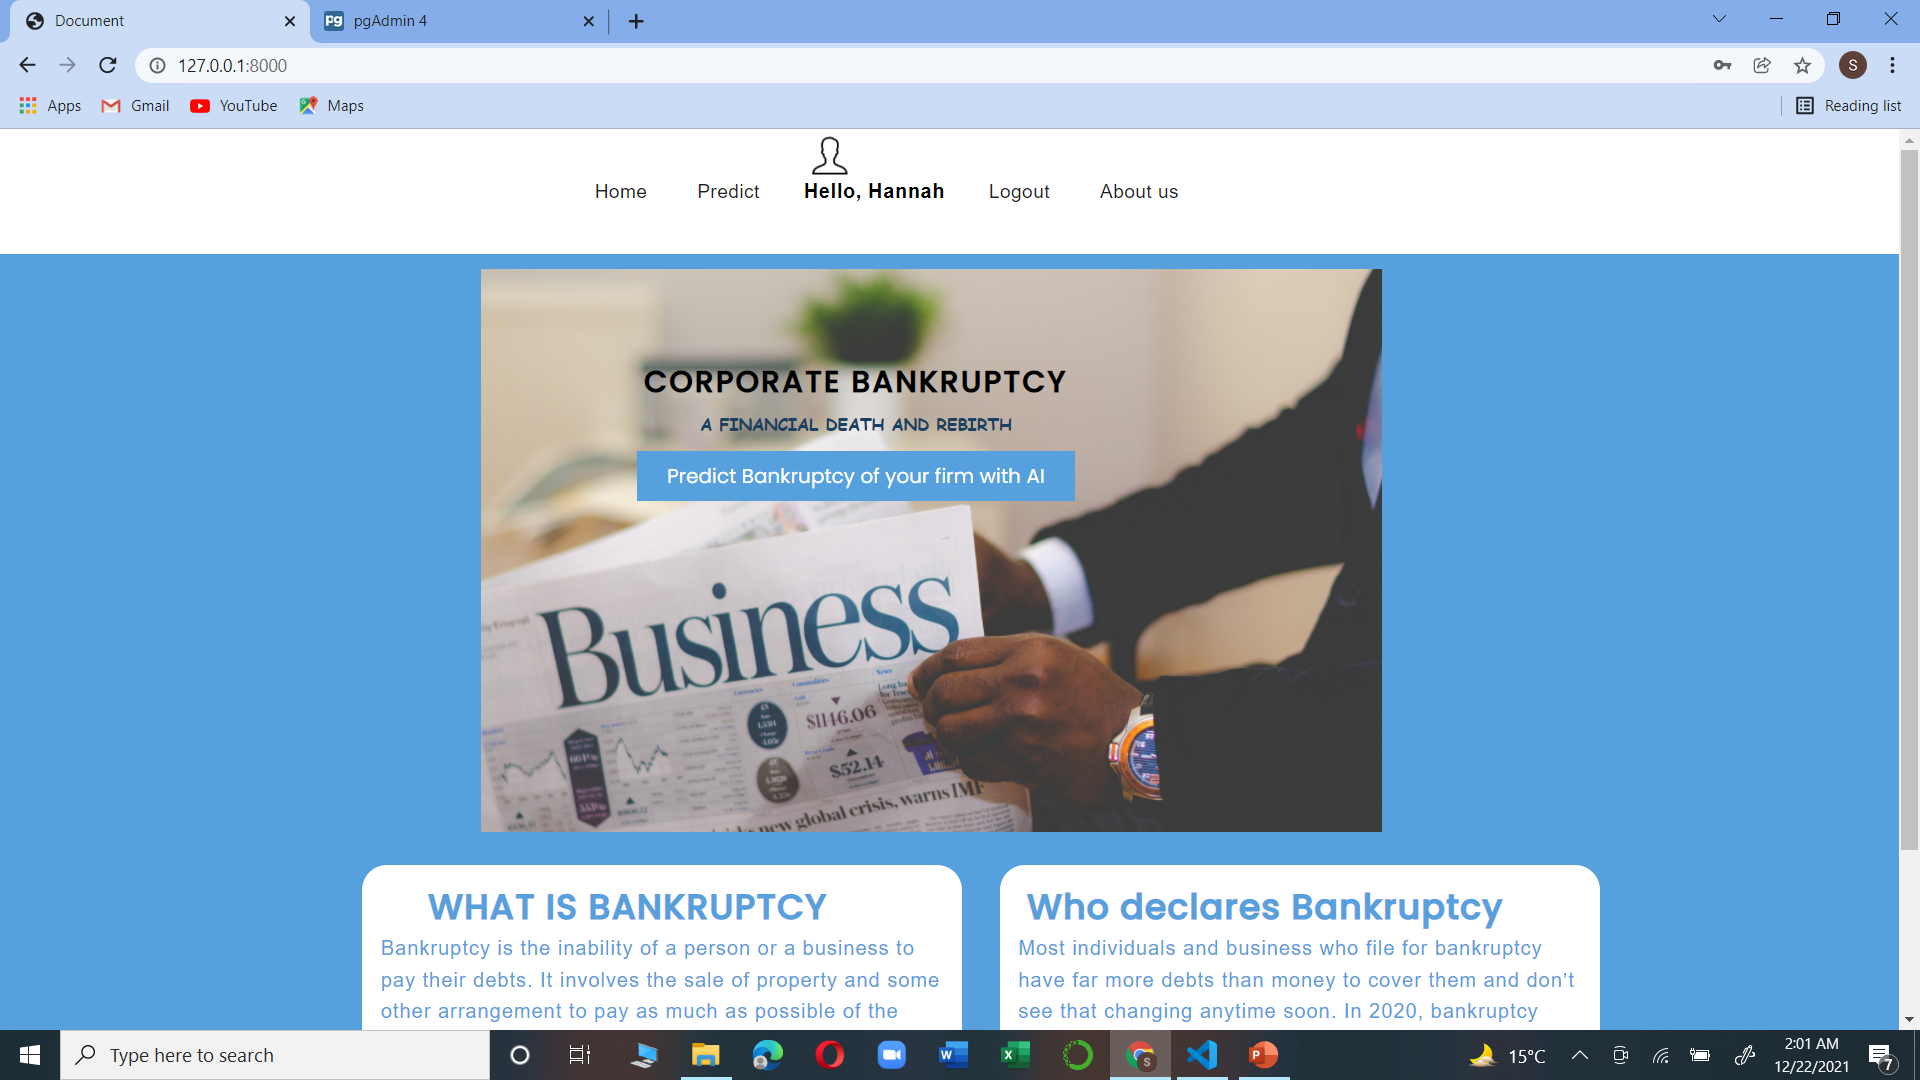 Document
pgAdmin 4
127.0.0.1:8000
S
Apps
Gmail
YouTube
Maps
Reading list
Home
Predict
Hello, Hannah
Logout
About us
CORPORATE BANKRUPTCY
A FINANCIAL DEATH AND REBIRTH
Predict Bankruptcy of your firm with AI
Business
Currencies
Commodities
News
$1146.06
$52.14
new global crisis, warns IMF
WHAT IS BANKRUPTCY
Bankruptcy is the inability of a person or a business to
pay their debts. It involves the sale of property and some
other arrangement to pay as much as possible of the
Who declares Bankruptcy
Most individuals and business who file for bankruptcy
have far more debts than money to cover them and don't
see that changing anytime soon. In 2020, bankruptcy
Type here to search
15°C
2:01 AM
12/22/2021
7